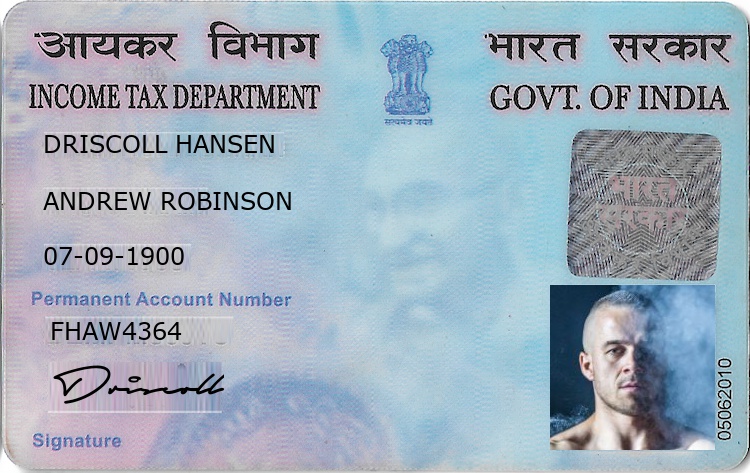 आयकर विभाग
भारत सरकार
INCOME TAX DEPARTMENT
GOVT. OF INDIA
सत्यमेव जयते
DRISCOLL HANSEN
ANDREW ROBINSON
07-09-1900
भारत
सरकार
Permanent Account Number
FHAW4364
Driscoll
Signature
05062010